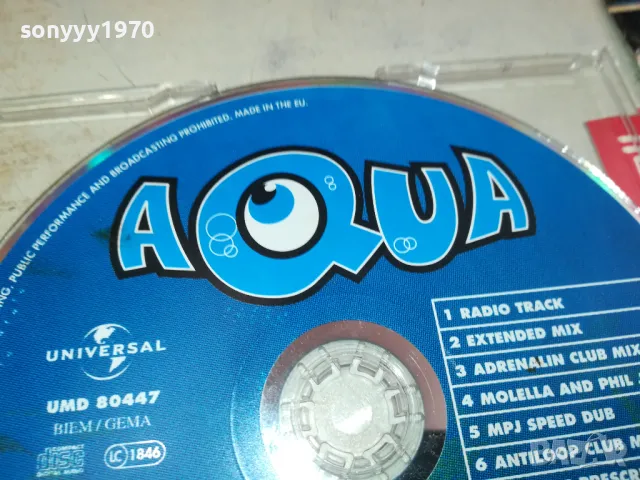 sonyyy1970
ING, PUBLIC PERFORMANCE AND BROADCASTING PROHIBITED. MADE IN THE EU.
AQUA
UNIVERSAL
UMD 80447
BIEM / GEMA
LC 1846
1 RADIO TRACK
2 EXTENDED MIX
3 ADRENALIN CLUB MIX
4 MOLELLA AND PHIL
5 MPJ SPEED DUB
6 ANTILOOP CLUB M